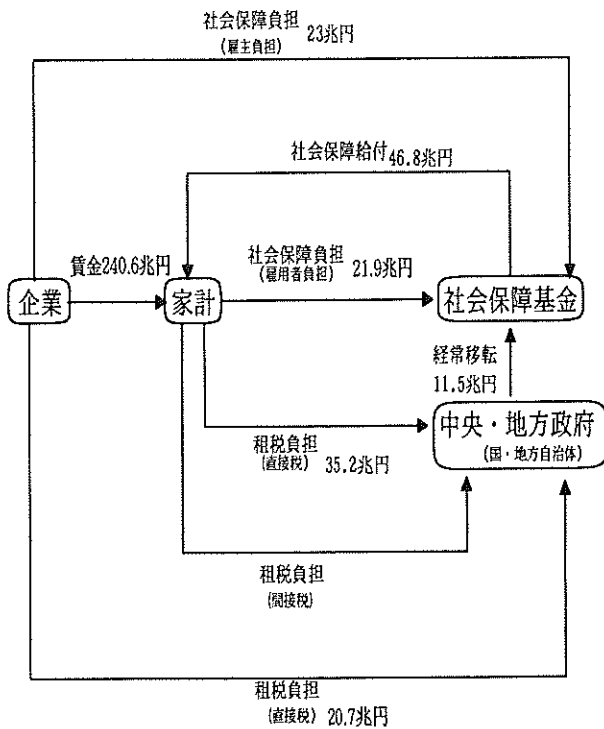 社会保障負担
(雇主負担) 23兆円
社会保障給付 46.8兆円
賃金240.6兆円
社会保障負担
(雇用者負担) 21.9兆円
企業
家計
社会保障基金
経常移転
11.5兆円
中央・地方政府
(国・地方自治体)
租税負担
(直接税) 35.2兆円
租税負担
(間接税)
租税負担
(直接税) 20.7兆円